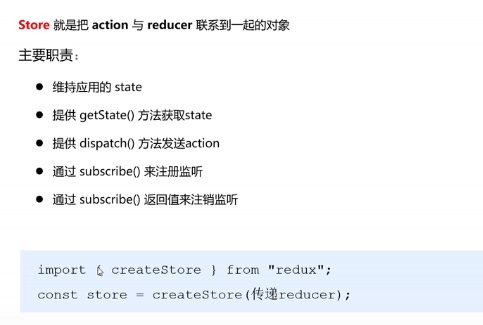 Store 就是把 action 与 reducer 联系到一起的对象
主要职责：
● 维持应用的 state
● 提供 getState() 方法获取state
● 提供 dispatch() 方法发送action
● 通过 subscribe() 来注册监听
● 通过 subscribe() 返回值来注销监听
import { createStore } from "redux";
const store = createStore(传递reducer);